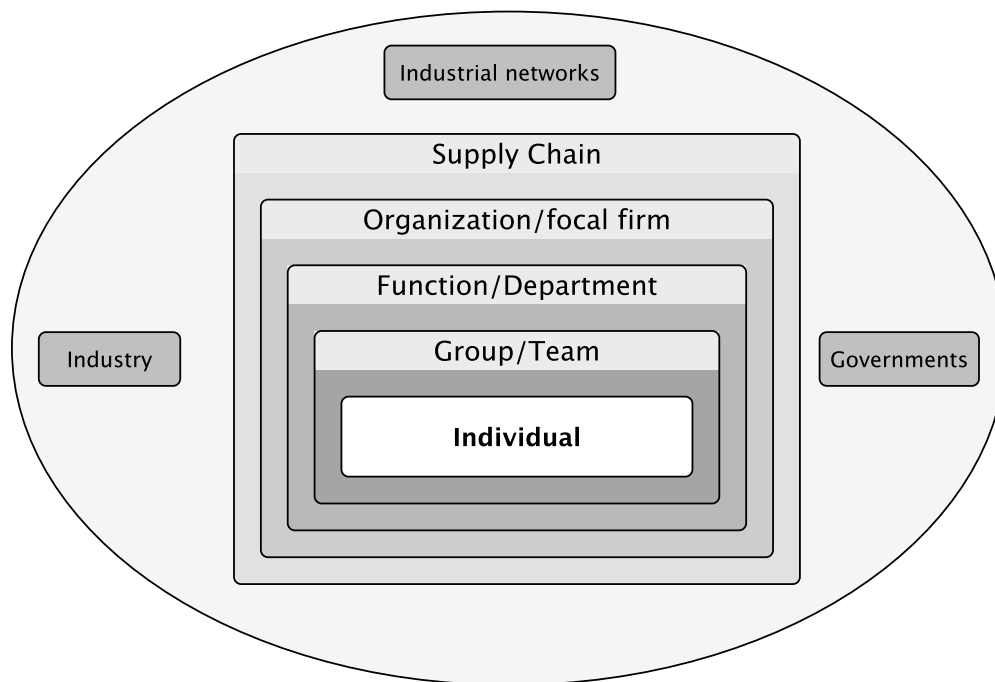 Industrial networks
Supply Chain
Organization/focal firm
Function/Department
Group/Team
Industry
Governments
Individual